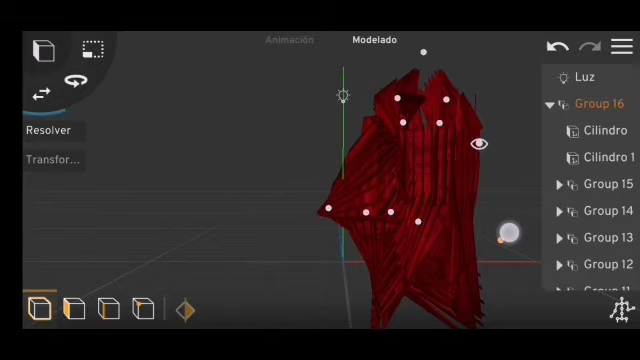 Animación
Modelado
Luz
Group 16
Resolver
Cilindro
Transfor...
Cilindro 1
Group 15
Group 14
Group 13
Group 12